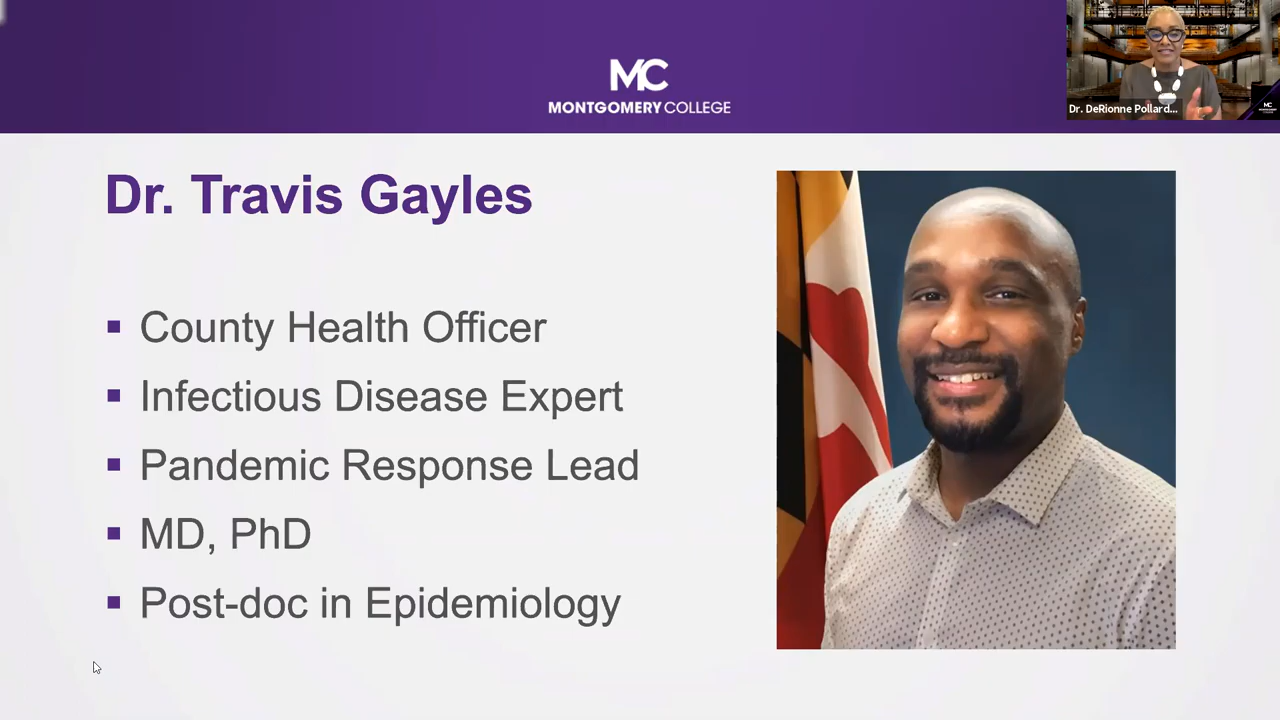 MC
MONTGOMERY COLLEGE
Dr. DeRionne Pollard...
Dr. Travis Gayles
County Health Officer
Infectious Disease Expert
Pandemic Response Lead
MD, PhD
Post-doc in Epidemiology